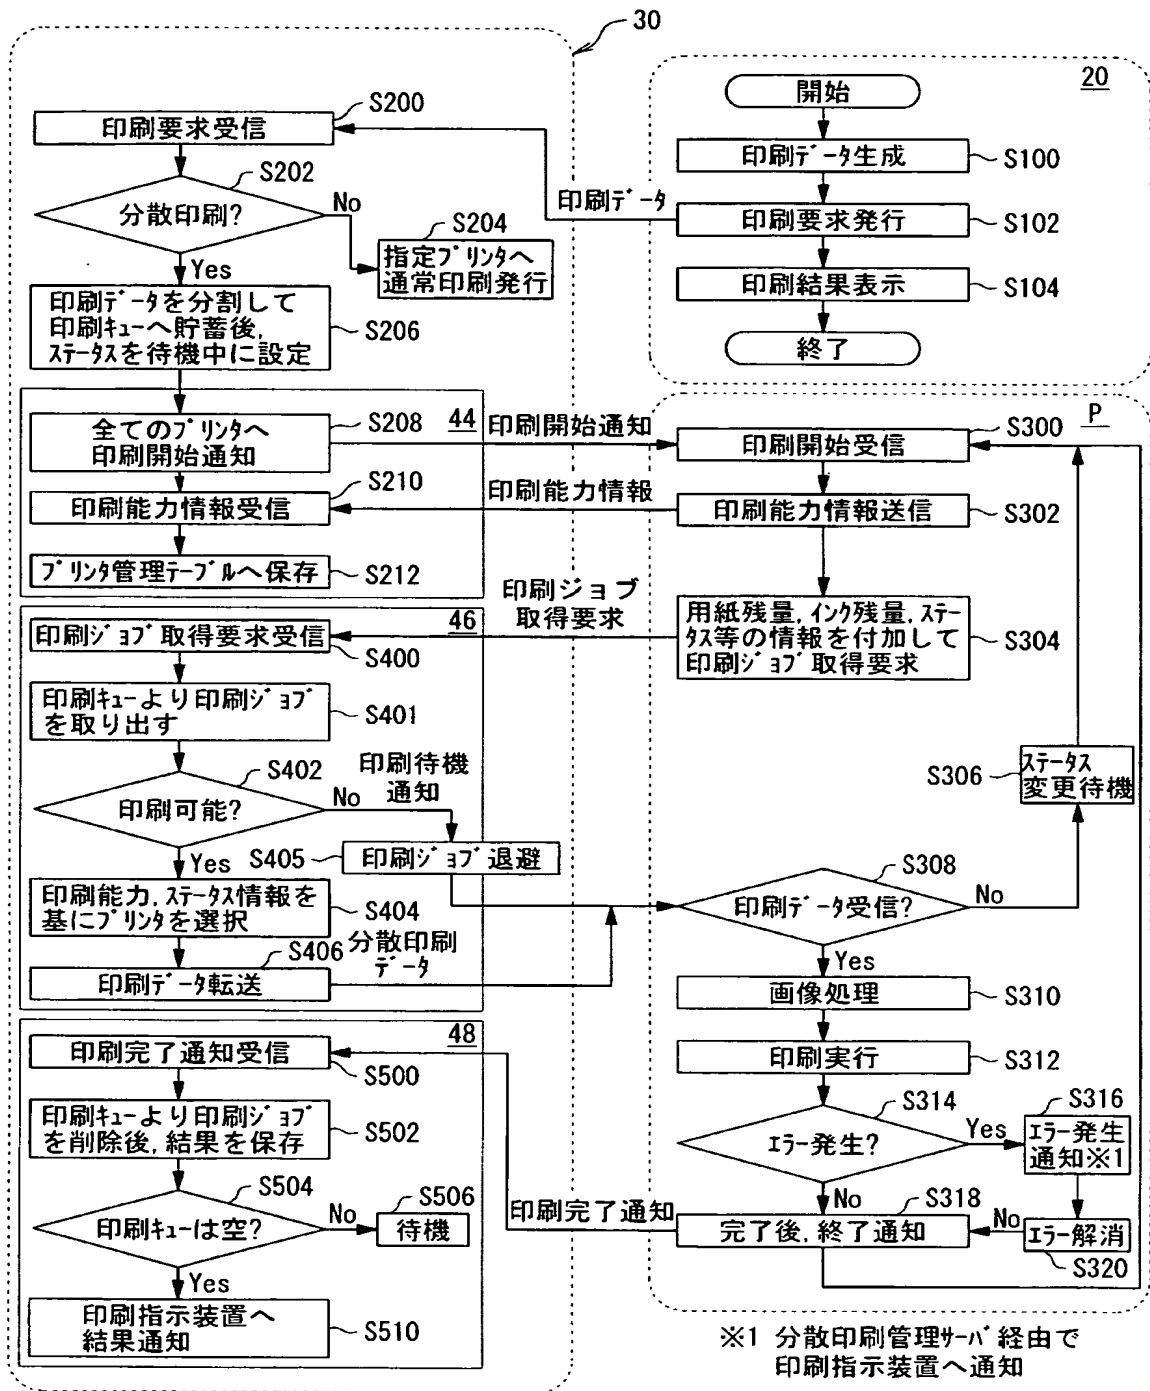 30
20
開始
印刷データ生成
S100
印刷要求発行
S102
印刷結果表示
S104
終了
印刷データ
S200
印刷要求受信
S202
分散印刷?
No
S204
指定プリンタへ
通常印刷発行
Yes
印刷データを分割して
印刷キューへ貯蓄後,
ステータスを待機中に設定
S206
44
全てのプリンタへ
印刷開始通知
S208
印刷能力情報受信
S210
プリンタ管理テーブルへ保存
S212
印刷開始通知
印刷能力情報
印刷ジョブ
取得要求
P
印刷開始受信
S300
印刷能力情報送信
S302
用紙残量,インク残量,ステー
タス等の情報を付加して
印刷ジョブ取得要求
S304
S306
ステータス
変更待機
46
印刷ジョブ取得要求受信
S400
印刷キューより印刷ジョブ
を取り出す
S401
S402
印刷可能?
No
印刷待機
通知
S405
印刷ジョブ退避
Yes
印刷能力,ステータス情報を
基にプリンタを選択
S404
S406
印刷データ転送
分散印刷
データ
S308
印刷データ受信?
No
Yes
画像処理
S310
印刷実行
S312
S314
エラー発生?
Yes
S316
エラー発生
通知※1
No
S318
完了後,終了通知
No
エラー解消
S320
印刷完了通知
48
印刷完了通知受信
S500
印刷キューより印刷ジョブ
を削除後,結果を保存
S502
S504
印刷キューは空?
No
S506
待機
Yes
印刷指示装置へ
結果通知
S510
※1 分散印刷管理サーバ経由で
印刷指示装置へ通知